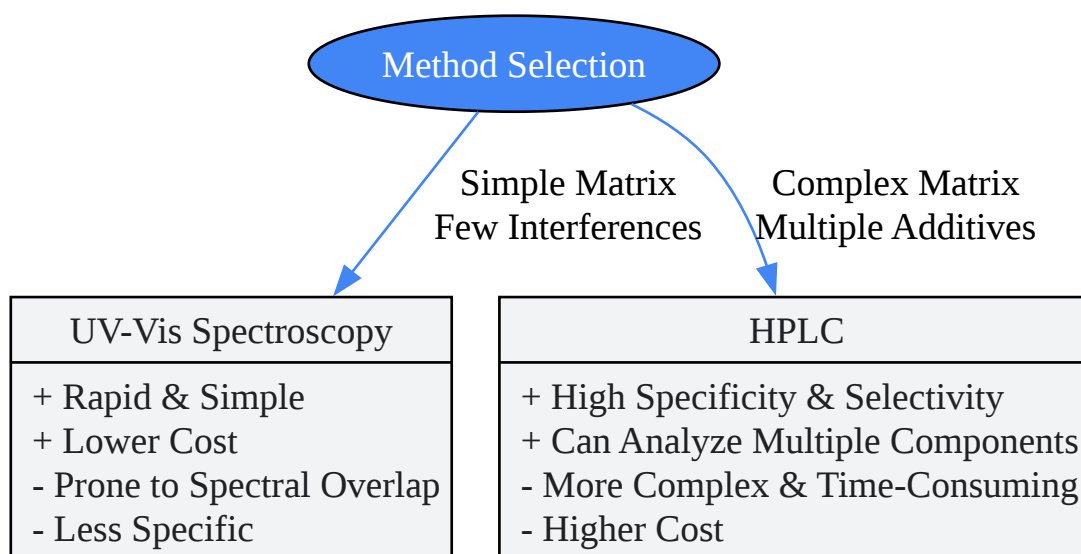 Method Selection
Simple Matrix
Few Interferences
Complex Matrix
Multiple Additives
UV-Vis Spectroscopy
+ Rapid & Simple
+ Lower Cost
- Prone to Spectral Overlap
- Less Specific
HPLC
+ High Specificity & Selectivity
+ Can Analyze Multiple Components
- More Complex & Time-Consuming
- Higher Cost